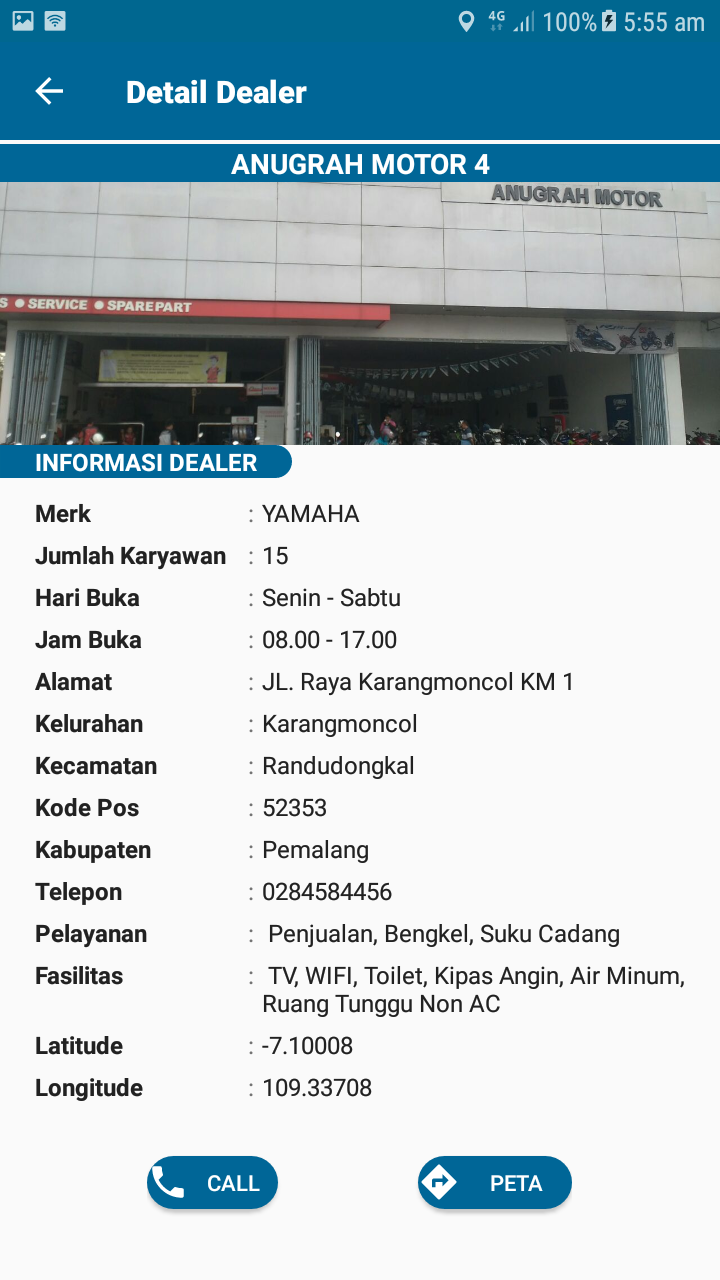 4G 100% 5:55 am
Detail Dealer
ANUGRAH MOTOR 4
ANUGRAH MOTOR
S ● SERVICE ● SPAREPART
INFORMASI DEALER
Merk : YAMAHA
Jumlah Karyawan : 15
Hari Buka : Senin - Sabtu
Jam Buka : 08.00 - 17.00
Alamat : JL. Raya Karangmoncol KM 1
Kelurahan : Karangmoncol
Kecamatan : Randudongkal
Kode Pos : 52353
Kabupaten : Pemalang
Telepon : 0284584456
Pelayanan : Penjualan, Bengkel, Suku Cadang
Fasilitas : TV, WIFI, Toilet, Kipas Angin, Air Minum,
Ruang Tunggu Non AC
Latitude : -7.10008
Longitude : 109.33708
CALL PETA